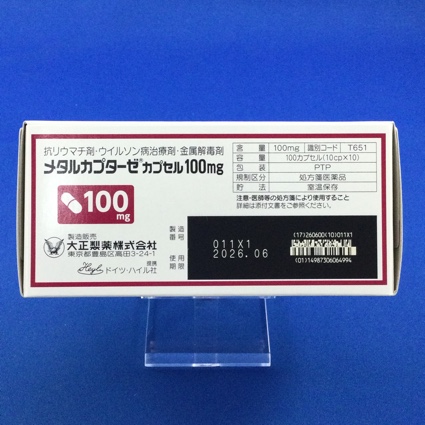 抗リウマチ剤・ウイルソン病治療剤・金属解毒剤
メタルカプターゼ®カプセル100mg
100
mg
製造販売
大正製薬株式会社
東京都豊島区高田3-24-1
提携
Heyl ドイツ・ハイル社
含量 100mg 識別コード T651
容量 100カプセル(10cp×10)
包装 PTP
規制区分 処方箋医薬品
貯法 室温保存
注意-医師等の処方箋により使用すること
詳細は添付文書をご参照ください。
製造
番号 011X1
使用
期限 2026.06
(17)260600(10)011X1
(01)14987306064994